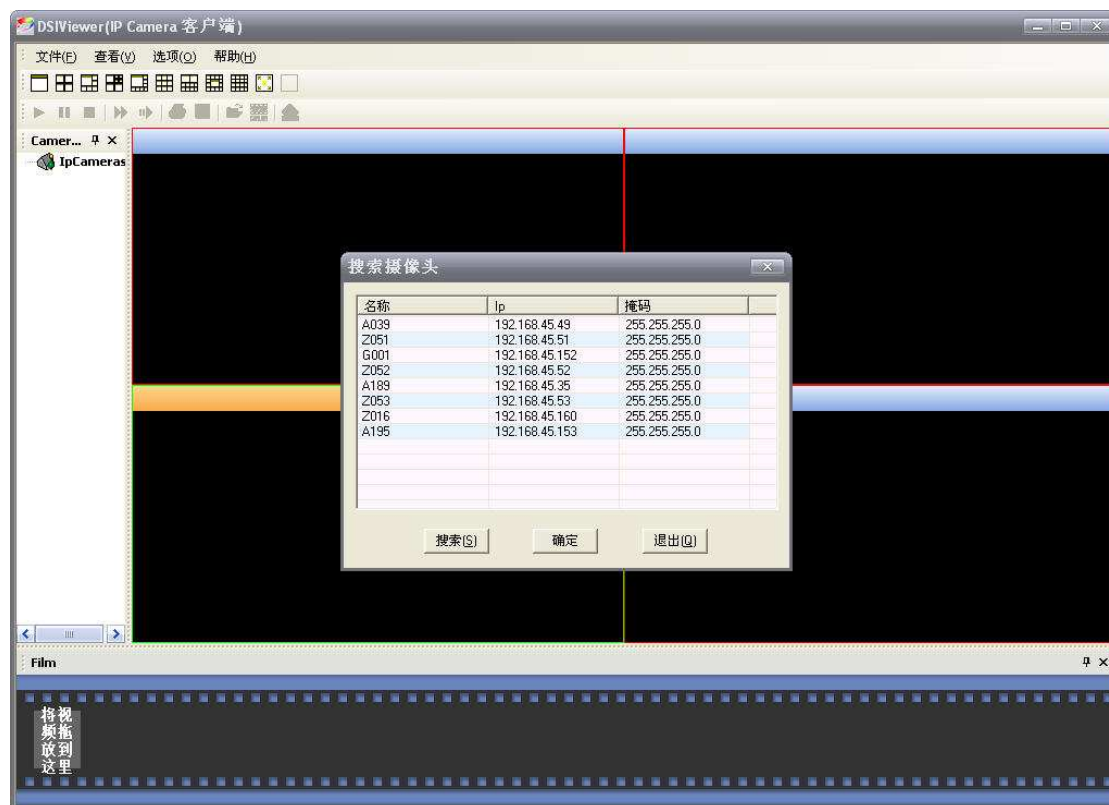 DSIViewer(IP Camera 客户端)
文件(F) 查看(V) 选项(O) 帮助(H)
Camer...
IpCameras
搜索摄像头
名称 Ip 掩码
A039 192.168.45.49 255.255.255.0
Z051 192.168.45.51 255.255.255.0
G001 192.168.45.152 255.255.255.0
Z052 192.168.45.52 255.255.255.0
A189 192.168.45.35 255.255.255.0
Z053 192.168.45.53 255.255.255.0
Z016 192.168.45.160 255.255.255.0
A195 192.168.45.153 255.255.255.0
搜索(S) 确定 退出(Q)
Film
将视
频拖
放到
这里